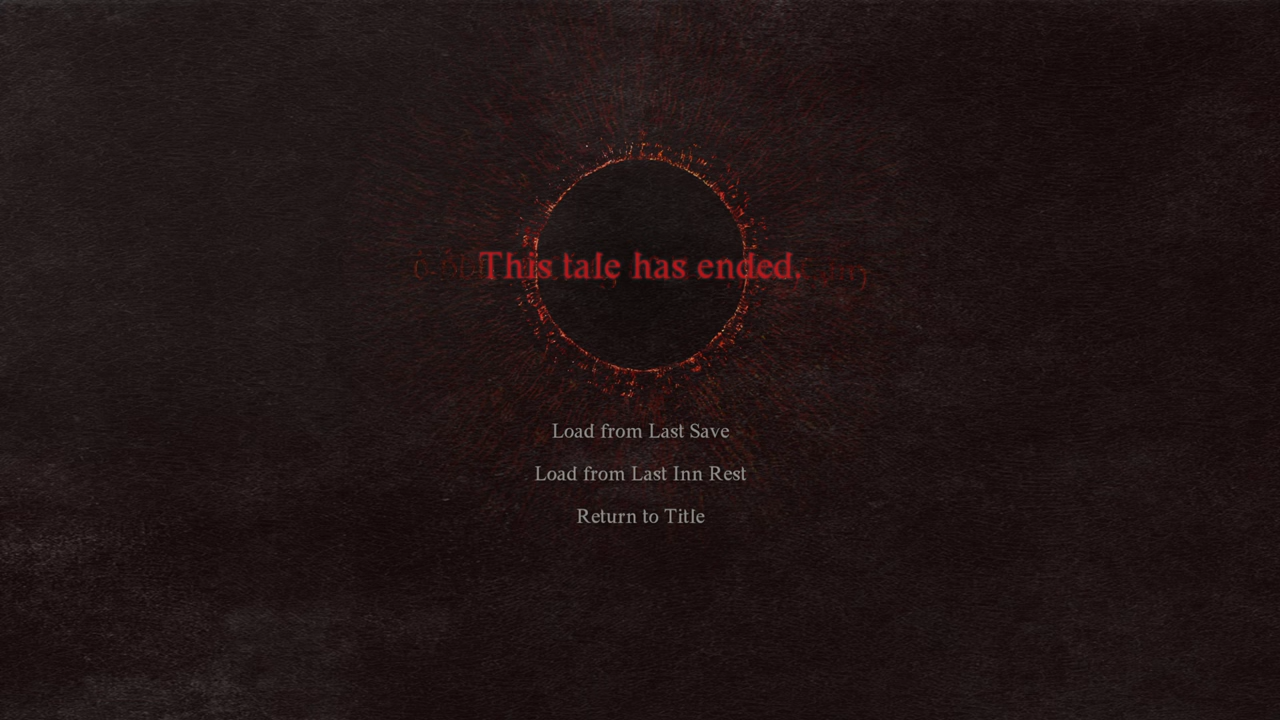 This tale has ended.
Load from Last Save
Load from Last Inn Rest
Return to Title